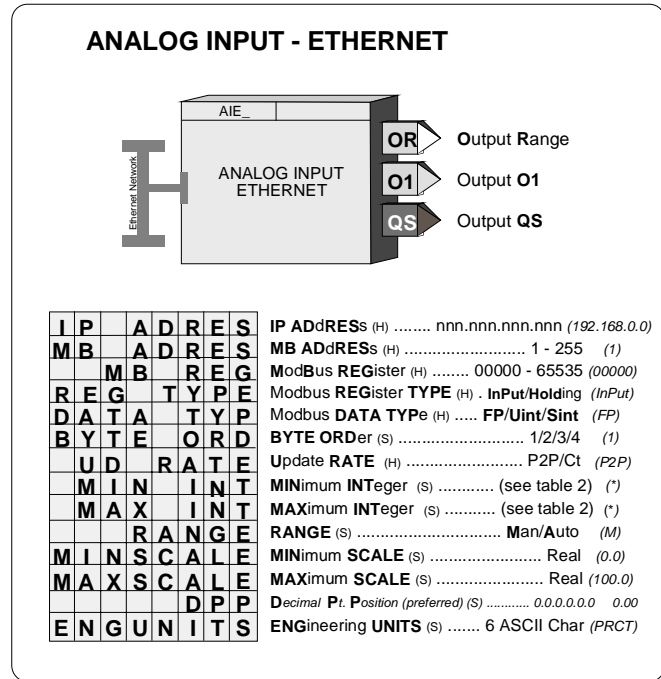 ANALOG INPUT - ETHERNET
AIE_
Ethernet Network
ANALOG INPUT
ETHERNET
OR Output Range
O1 Output O1
QS Output QS
IP ADRES IP ADdRESs (H) ........ nnn.nnn.nnn.nnn (192.168.0.0)
MB ADRES MB ADdRESs (H) ........................ 1 - 255 (1)
MB REG ModBus REGister (H) ........ 00000 - 65535 (00000)
REG TYPE Modbus REGister TYPE (H) . InPut/Holding (InPut)
DATA TYP Modbus DATA TYPe (H) ..... FP/Uint/Sint (FP)
BYTE ORD BYTE ORDer (S) ........................ 1/2/3/4 (1)
UD RATE Update RATE (H) ....................... P2P/Ct (P2P)
MIN INT MINimum INTeger (S) ............ (see table 2) (*)
MAX INT MAXimum INTeger (S) ........... (see table 2) (*)
RANGE RANGE (S) .............................. Man/Auto (M)
MINSCALE MINimum SCALE (S) ........................ Real (0.0)
MAXSCALE MAXimum SCALE (S) ....................... Real (100.0)
DPP Decimal Pt. Position (preferred) (S) ............ 0.0.0.0.0.0 0.00
ENGUNITS ENGineering UNITS (S) ....... 6 ASCII Char (PRCT)